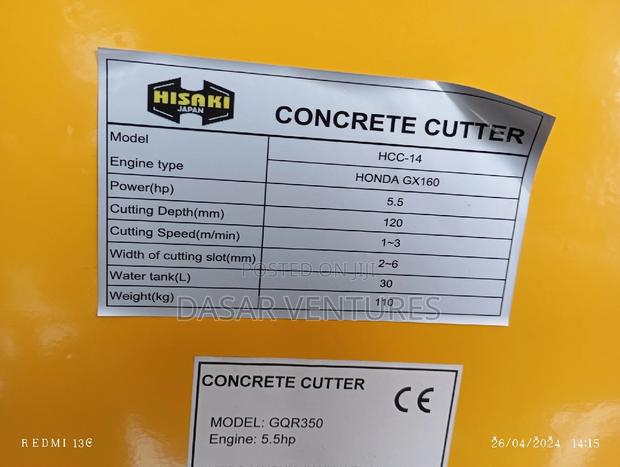 HISAKI
JAPAN
CONCRETE CUTTER
Model HCC-14
Engine type HONDA GX160
Power(hp) 5.5
Cutting Depth(mm) 120
Cutting Speed(m/min) 1~3
Width of cutting slot(mm) 2~6
Water tank(L) 30
Weight(kg) 110
POSTED ON JIJI
DASAR VENTURES
CONCRETE CUTTER
CE
MODEL: GQR350
Engine: 5.5hp
REDMI 13C
26/04/2024 14:15